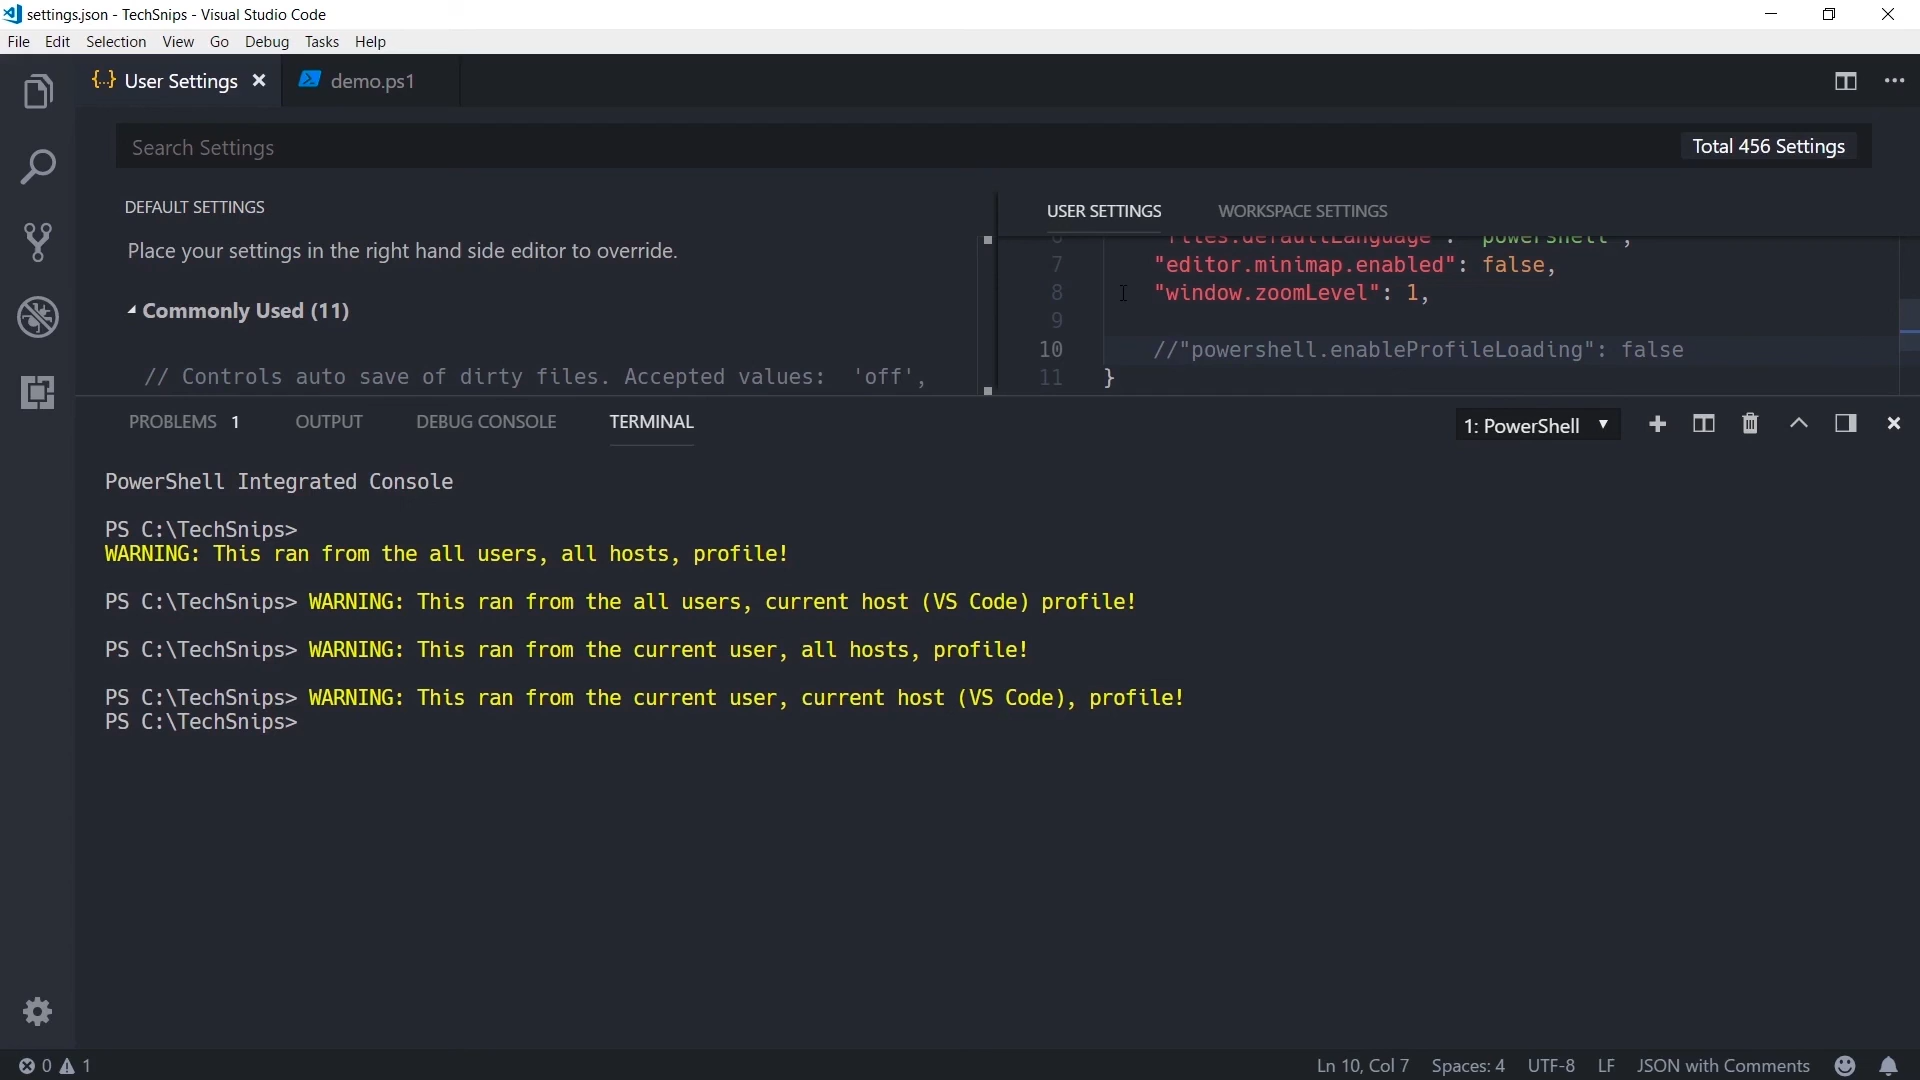 settings.json - TechSnips - Visual Studio Code
File Edit Selection View Go Debug Tasks Help
{..} User Settings × demo.ps1
Search Settings Total 456 Settings
DEFAULT SETTINGS
USER SETTINGS WORKSPACE SETTINGS
Place your settings in the right hand side editor to override.
6 "files.defaultLanguage": "powershell",
7 "editor.minimap.enabled": false,
8 "window.zoomLevel": 1,
Commonly Used (11)
9
10 //"powershell.enableProfileLoading": false
// Controls auto save of dirty files. Accepted values:  'off',
11 }
PROBLEMS 1 OUTPUT DEBUG CONSOLE TERMINAL 1: PowerShell
PowerShell Integrated Console
PS C:\TechSnips>
WARNING: This ran from the all users, all hosts, profile!
PS C:\TechSnips> WARNING: This ran from the all users, current host (VS Code) profile!
PS C:\TechSnips> WARNING: This ran from the current user, all hosts, profile!
PS C:\TechSnips> WARNING: This ran from the current user, current host (VS Code), profile!
PS C:\TechSnips>
0 1 Ln 10, Col 7 Spaces: 4 UTF-8 LF JSON with Comments